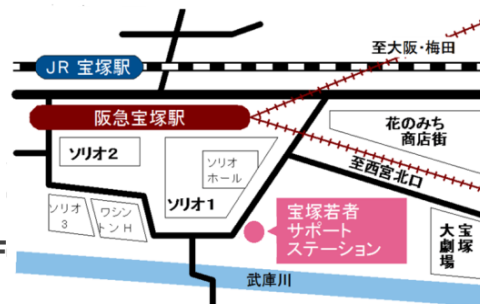 至大阪・梅田
JR 宝塚駅
阪急宝塚駅
花のみち
商店街
ソリオ2
ソリオ
ホール
至西宮北口
ソリオ1
ソリオ
3
ワシン
トンH
宝塚若者
サポート
ステーション
宝塚
大劇場
武庫川